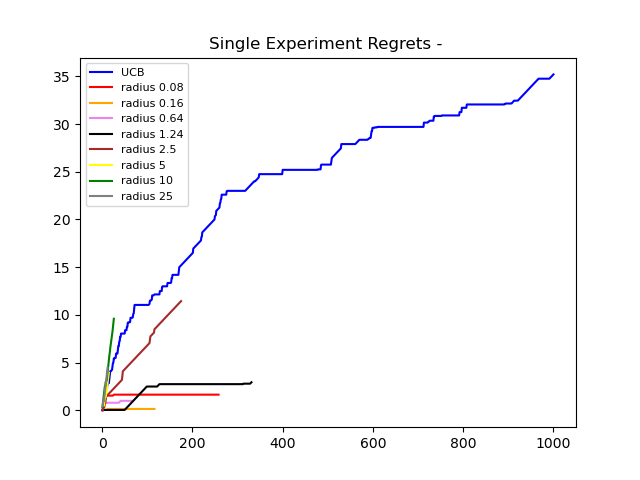 Single Experiment Regrets -
UCB
radius 0.08
radius 0.16
radius 0.64
radius 1.24
radius 2.5
radius 5
radius 10
radius 25
35
30
25
20
15
10
5
0
0 200 400 600 800 1000